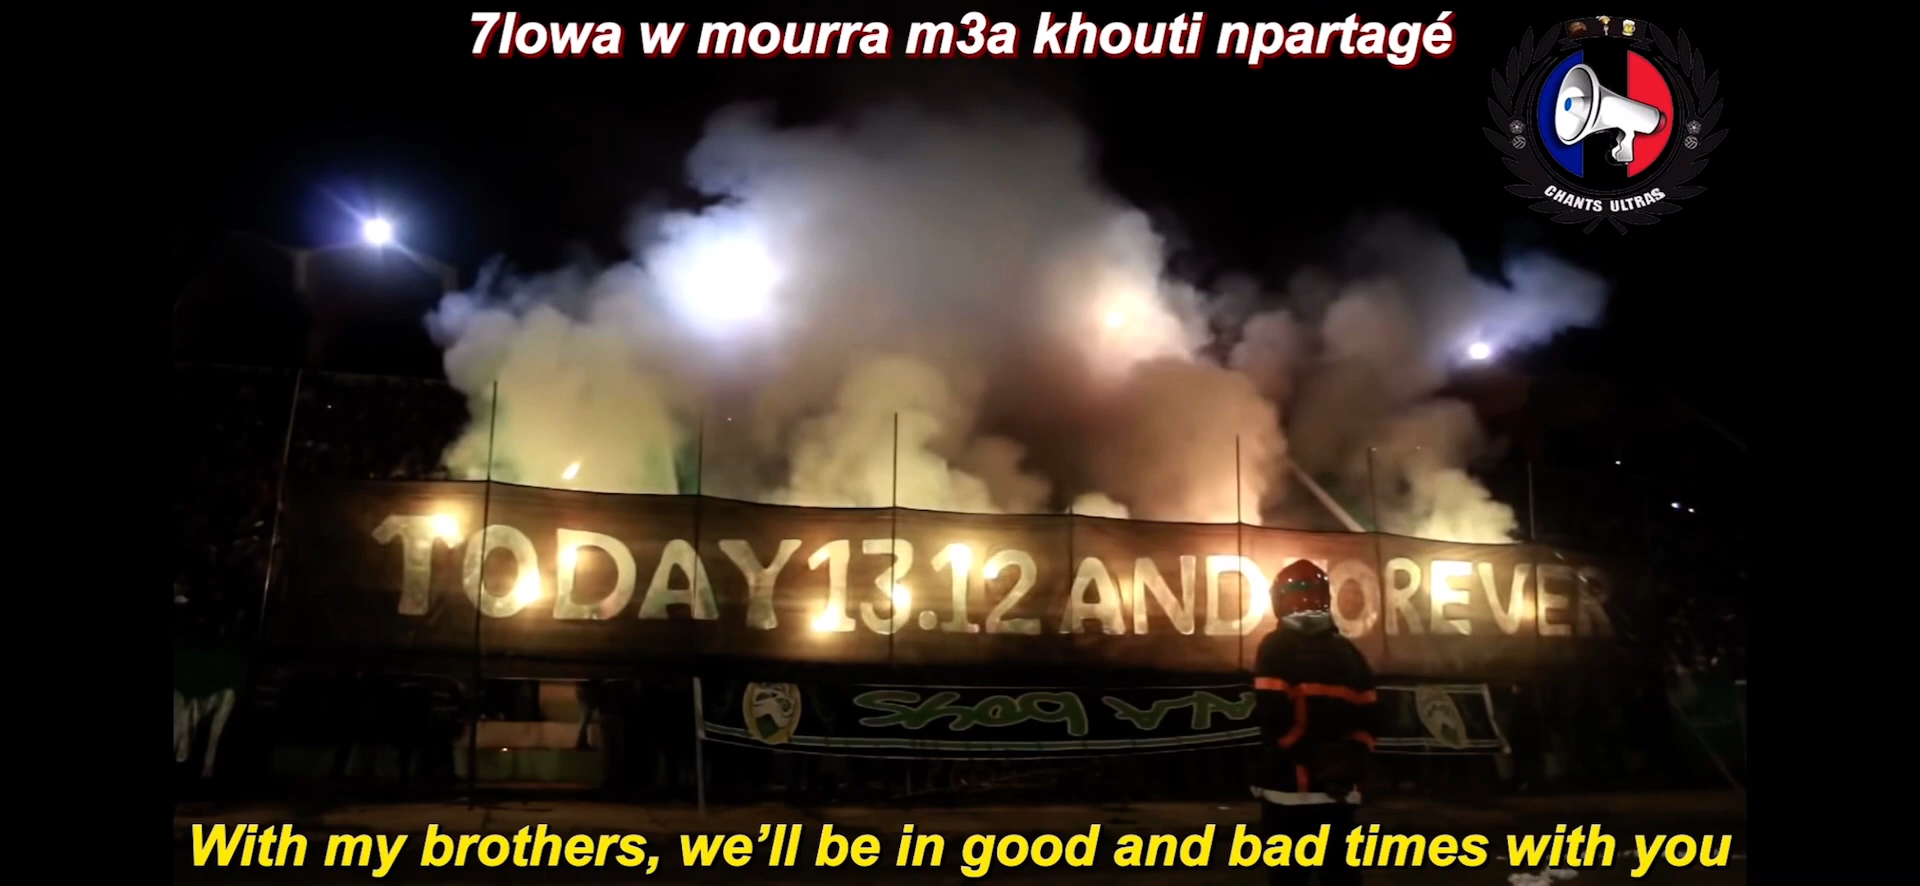 7lowa w mourra m3a khouti npartagé
CHANTS ULTRAS
TODAY 13.12 AND FOREVER
With my brothers, we’ll be in good and bad times with you